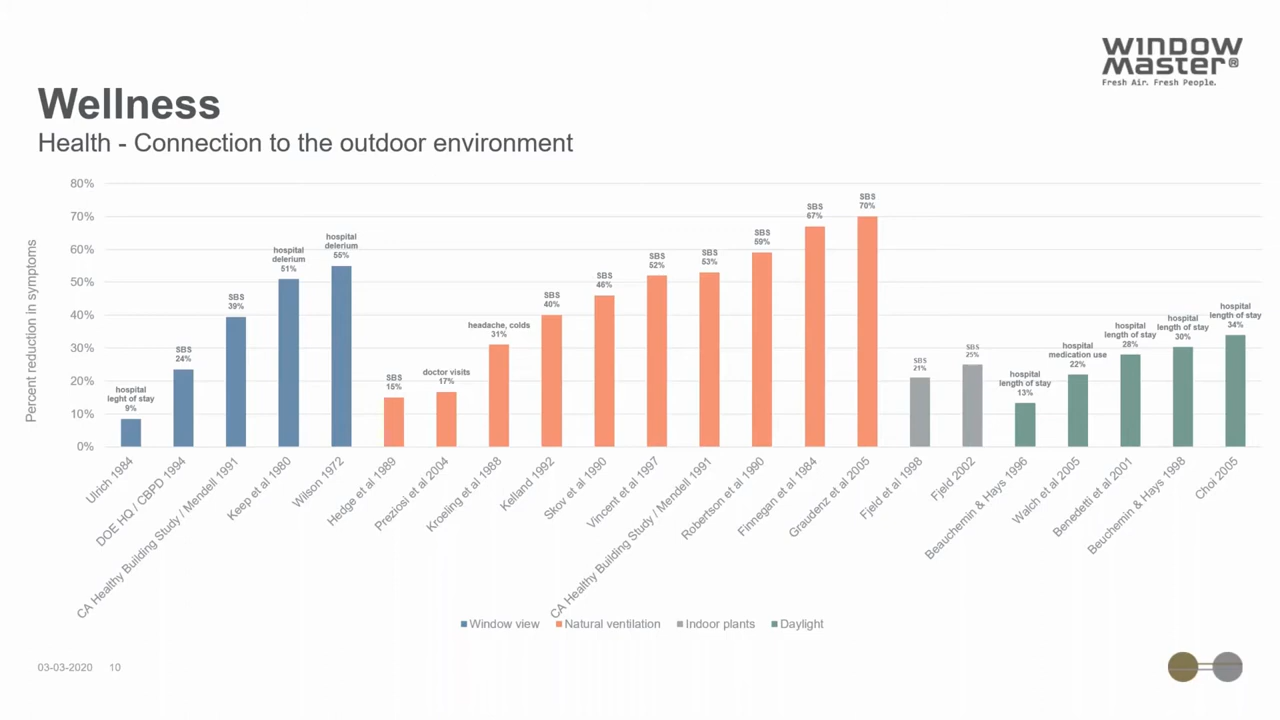 WINDOW
Master®
Fresh Air. Fresh People.
Wellness
Health - Connection to the outdoor environment
Percent reduction in symptoms
80%
70%
60%
50%
40%
30%
20%
10%
0%
hospital
leght of stay
9%
SBS
24%
SBS
39%
hospital
delerium
51%
hospital
delerium
55%
SBS
15%
doctor visits
17%
headache, colds
31%
SBS
40%
SBS
46%
SBS
52%
SBS
53%
SBS
59%
SBS
67%
SBS
70%
SBS
21%
SBS
25%
hospital
length of stay
13%
hospital
medication use
22%
hospital
length of stay
28%
hospital
length of stay
30%
hospital
length of stay
34%
Ulrich 1984
DOE HQ / CBPD 1994
CA Healthy Building Study / Mendell 1991
Keep et al 1980
Wilson 1972
Hedge et al 1989
Preziosi et al 2004
Kroeling et al 1988
Kelland 1992
Skov et al 1990
Vincent et al 1997
CA Healthy Building Study / Mendell 1991
Robertson et al 1990
Finnegan et al 1984
Graudenz et al 2005
Fjeld et al 1998
Fjeld 2002
Beauchemin & Hays 1996
Walch et al 2005
Benedetti et al 2001
Beuchemin & Hays 1998
Choi 2005
Window view
Natural ventilation
Indoor plants
Daylight
03-03-2020 10